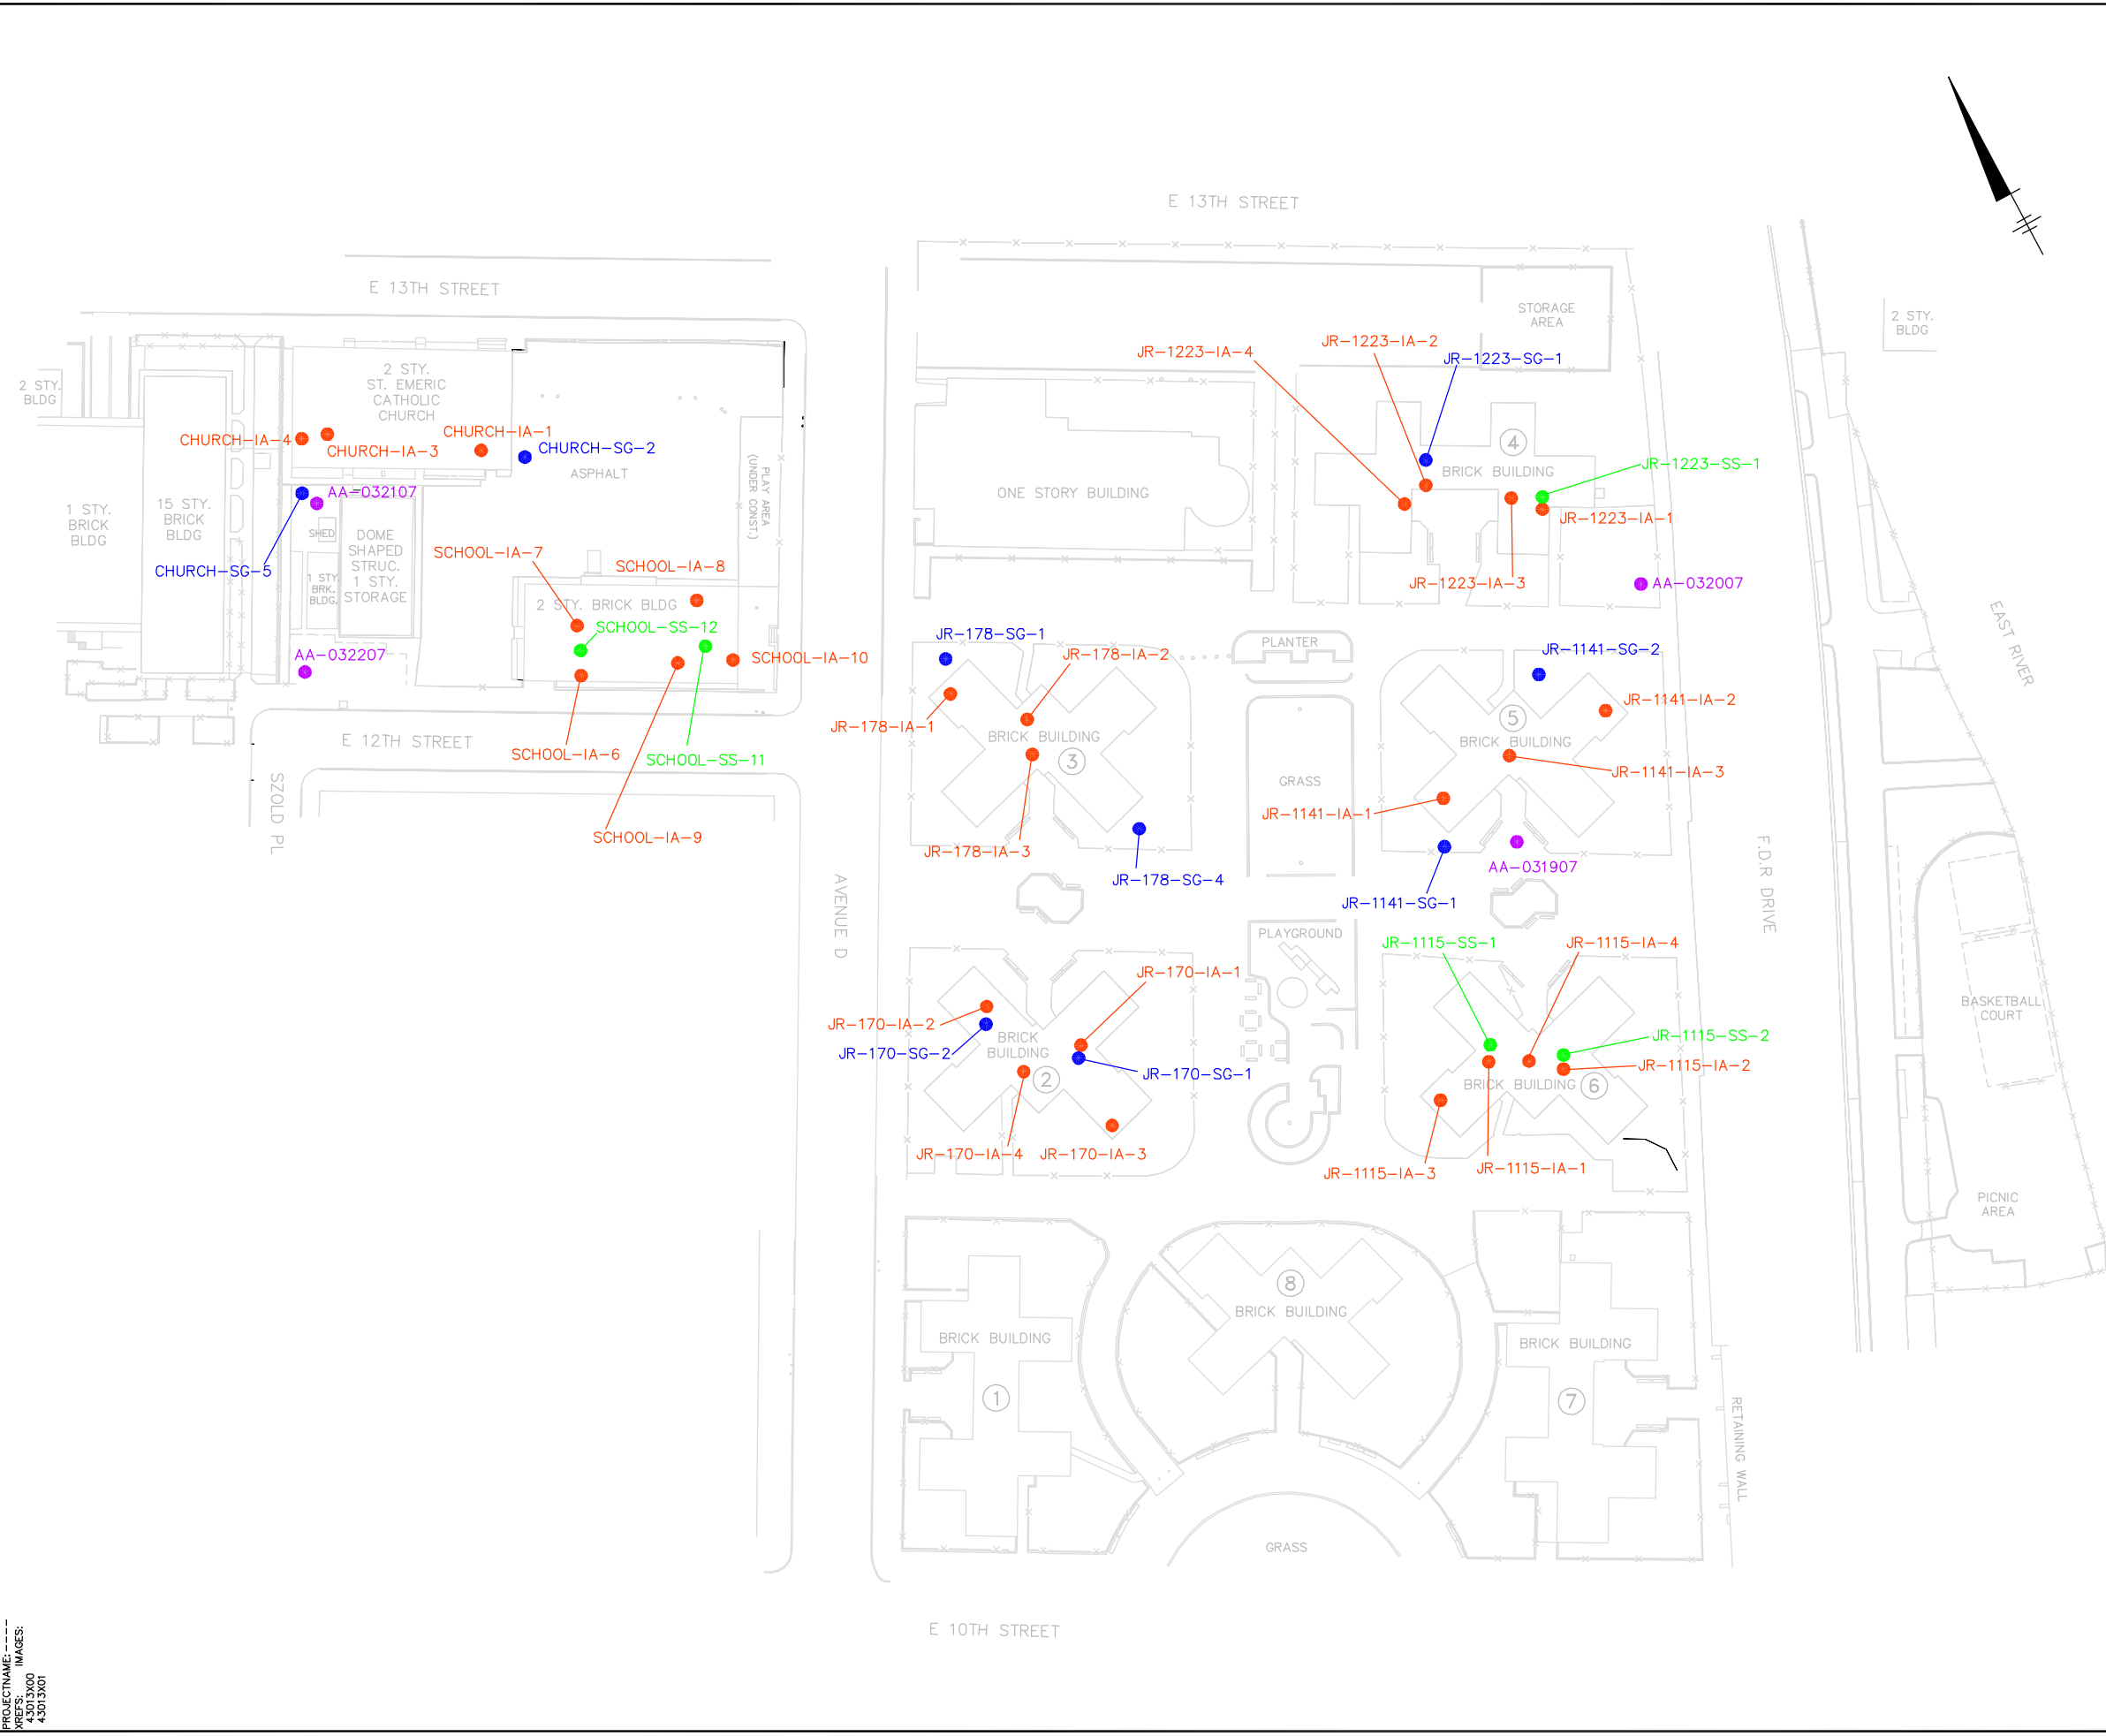 E 13TH STREET
E 13TH STREET
STORAGE
AREA
2 STY.
BLDG
2 STY.
BLDG
2 STY.
ST. EMERIC
CATHOLIC
CHURCH
CHURCH-IA-4
CHURCH-IA-3
CHURCH-IA-1
CHURCH-SG-2
ASPHALT
PLAY AREA
(UNDER CONST.)
AA-032107
1 STY.
BRICK
BLDG
15 STY.
BRICK
BLDG
SHED
DOME
SHAPED
STRUC.
1 STY.
STORAGE
CHURCH-SG-5
1 STY.
BRK.
BLDG.
SCHOOL-IA-7
SCHOOL-IA-8
2 STY. BRICK BLDG
SCHOOL-SS-12
AA-032207
SCHOOL-IA-10
E 12TH STREET
SCHOOL-IA-6
SCHOOL-SS-11
SCHOOL-IA-9
SZOLD PL
AVENUE D
JR-1223-IA-4
JR-1223-IA-2
JR-1223-SG-1
4
BRICK BUILDING
JR-1223-SS-1
ONE STORY BUILDING
JR-1223-IA-1
JR-1223-IA-3
AA-032007
EAST RIVER
JR-178-SG-1
JR-178-IA-2
JR-178-IA-1
BRICK BUILDING
3
JR-178-IA-3
JR-178-SG-4
PLANTER
GRASS
JR-1141-SG-2
JR-1141-IA-2
5
BRICK BUILDING
JR-1141-IA-3
JR-1141-IA-1
AA-031907
JR-1141-SG-1
F.D.R DRIVE
PLAYGROUND
JR-1115-SS-1
JR-1115-IA-4
JR-170-IA-1
JR-170-IA-2
JR-170-SG-2
BRICK
BUILDING
2
JR-170-SG-1
JR-170-IA-4
JR-170-IA-3
JR-1115-SS-2
JR-1115-IA-2
BRICK BUILDING
6
JR-1115-IA-3
JR-1115-IA-1
BASKETBALL
COURT
PICNIC
AREA
8
BRICK BUILDING
BRICK BUILDING
1
BRICK BUILDING
7
RETAINING WALL
GRASS
E 10TH STREET
PROJECTNAME: ----
XREFS: IMAGES:
43013X00
43013X01